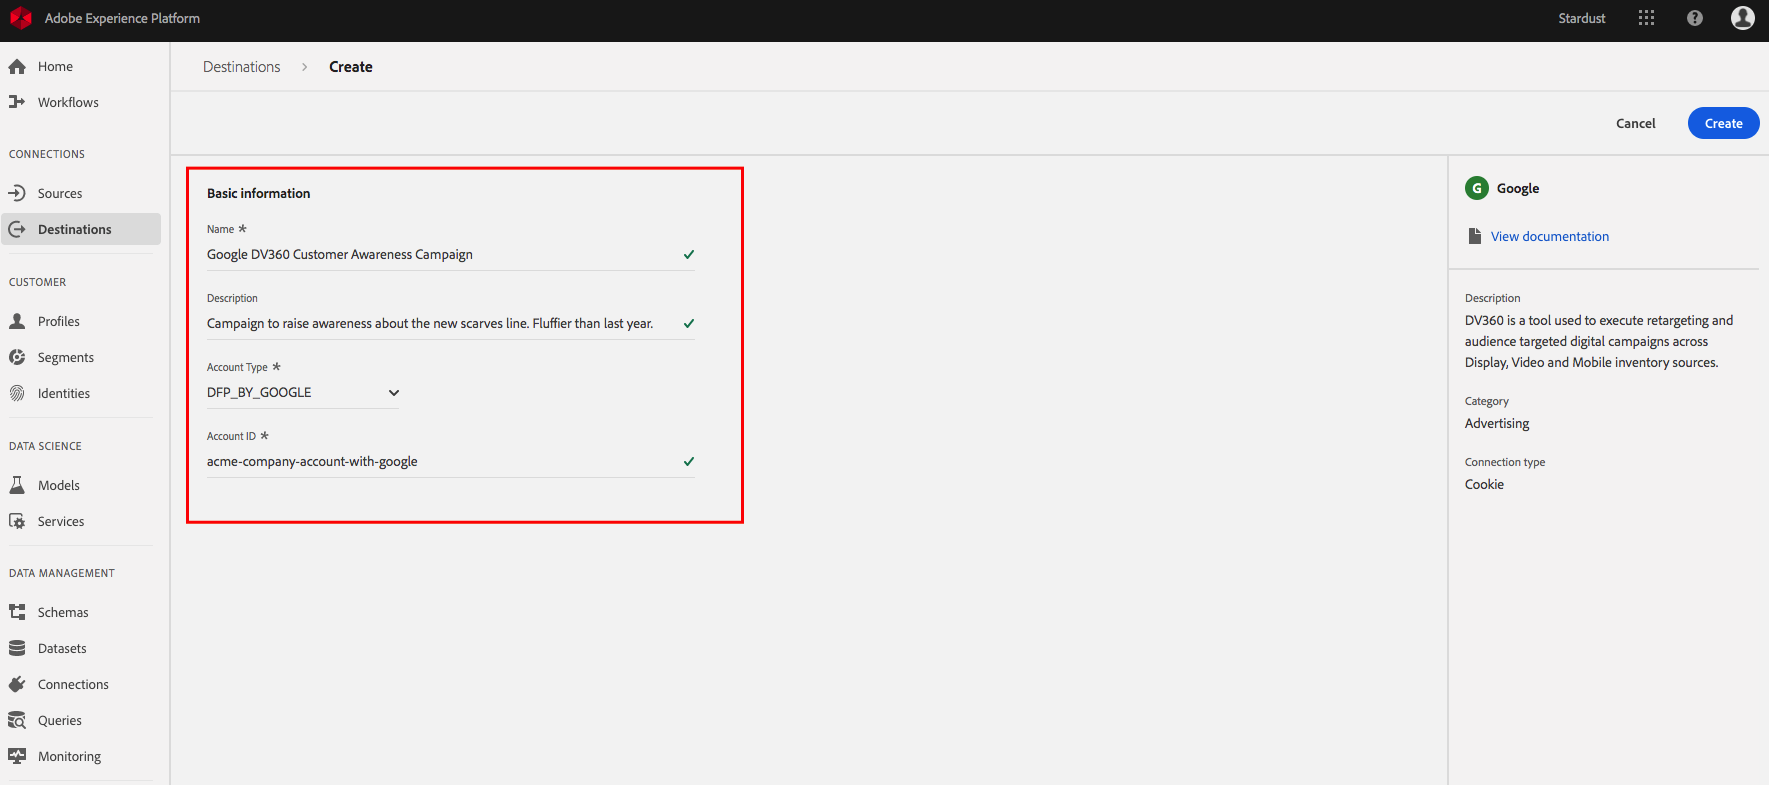 Adobe Experience Platform
Stardust
Home
Workflows
CONNECTIONS
Sources
Destinations
CUSTOMER
Profiles
Segments
Identities
DATA SCIENCE
Models
Services
DATA MANAGEMENT
Schemas
Datasets
Connections
Queries
Monitoring
Destinations > Create
Cancel
Create
Basic information
Name *
Google DV360 Customer Awareness Campaign
Description
Campaign to raise awareness about the new scarves line. Fluffier than last year.
Account Type *
DFP_BY_GOOGLE
Account ID *
acme-company-account-with-google
G Google
View documentation
Description
DV360 is a tool used to execute retargeting and
audience targeted digital campaigns across
Display, Video and Mobile inventory sources.
Category
Advertising
Connection type
Cookie